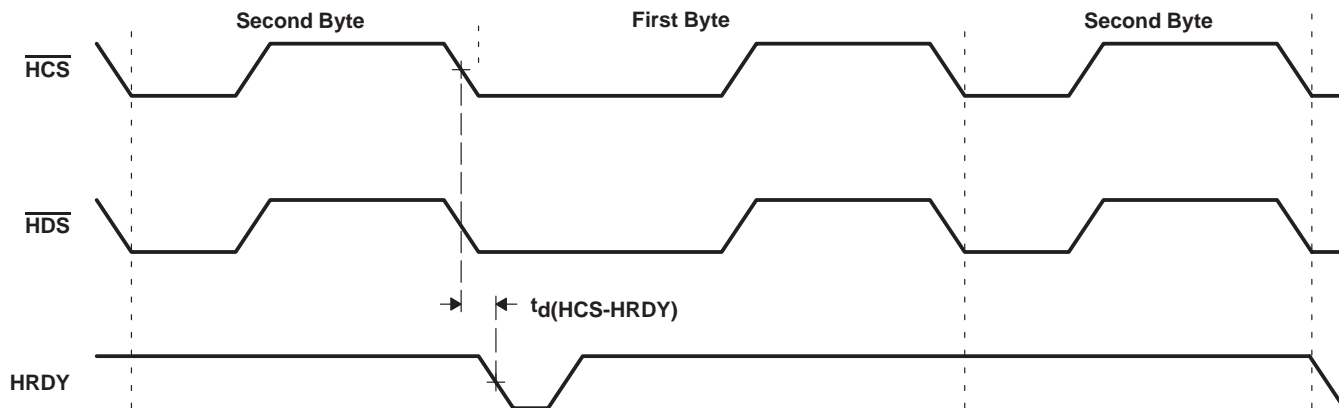 Second Byte First Byte Second Byte
HCS
HDS
td(HCS-HRDY)
HRDY